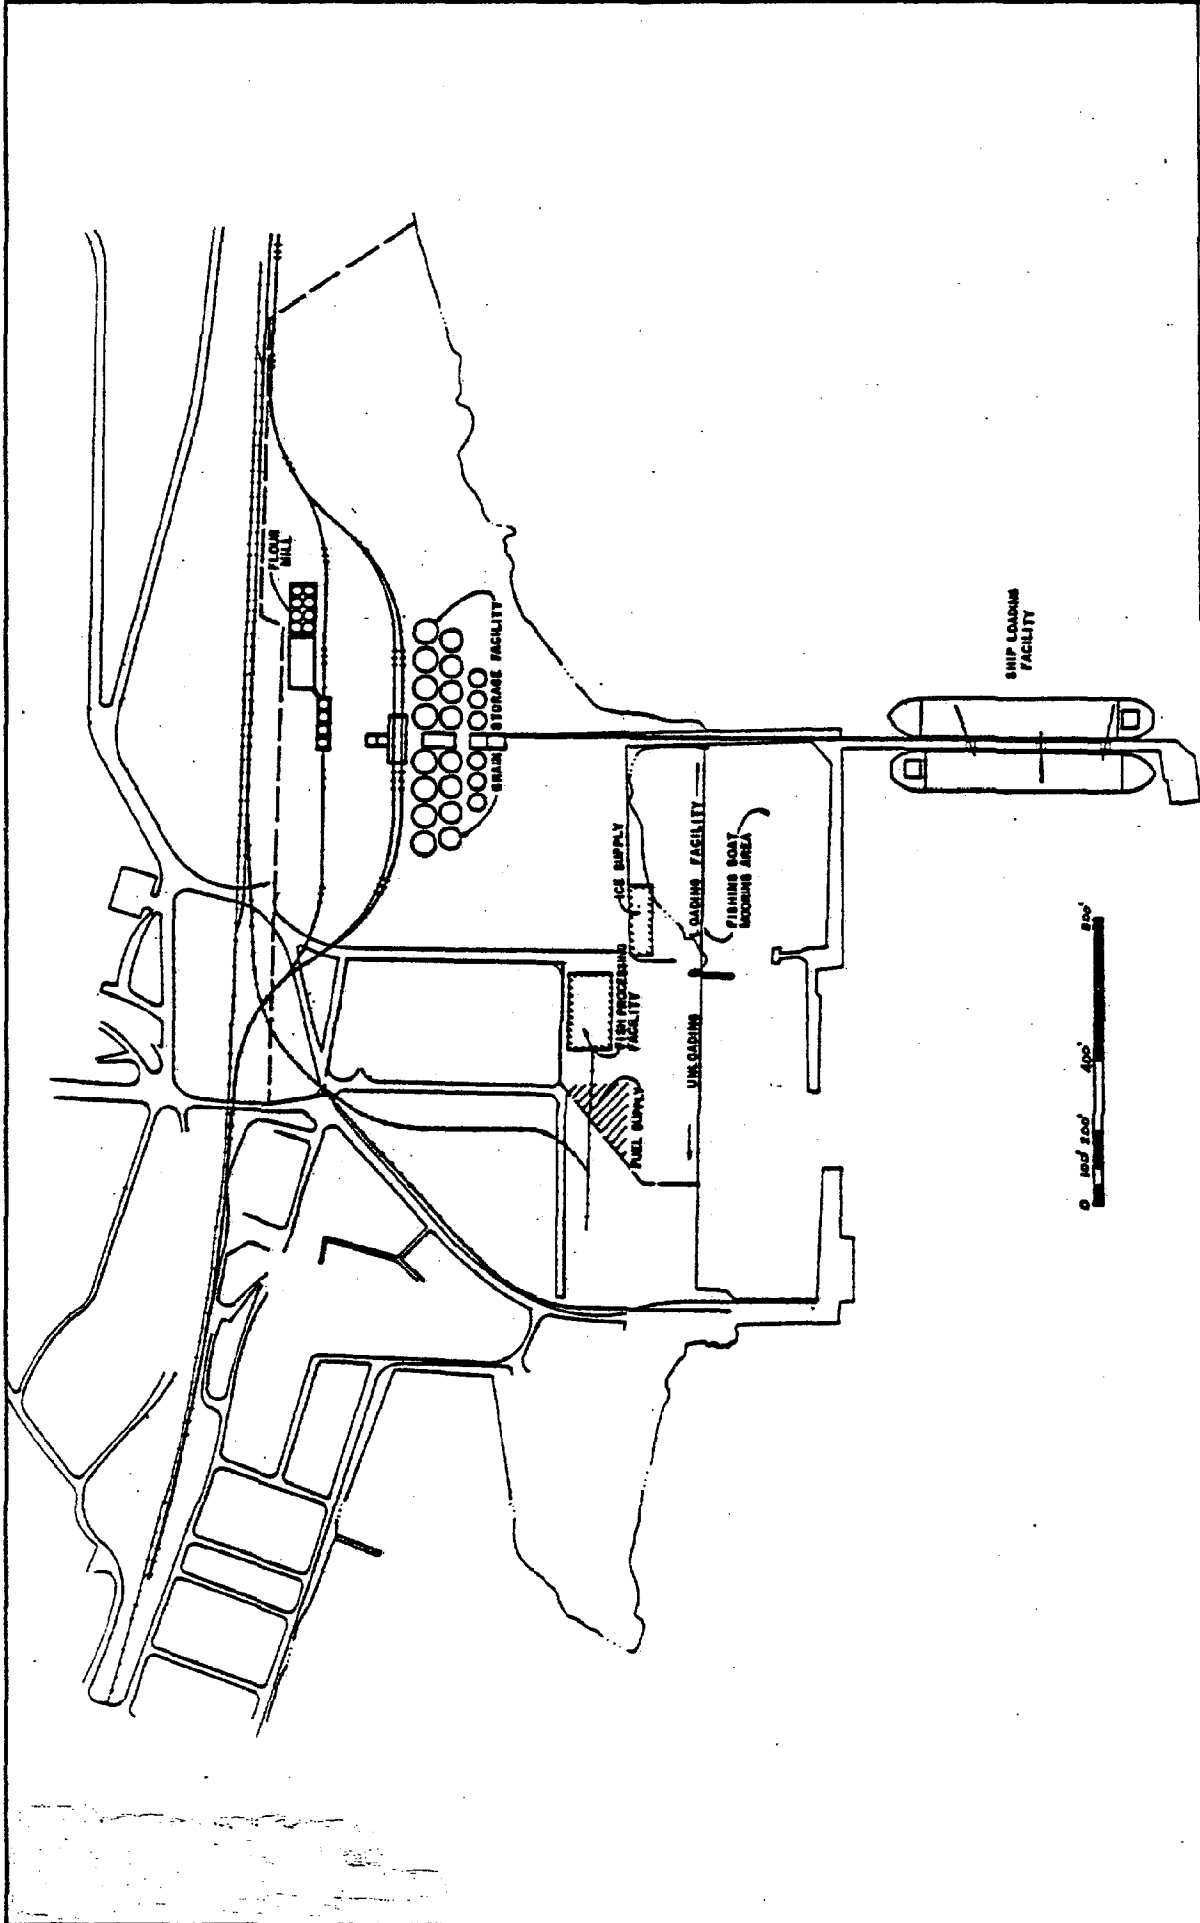 FLOUR
MILL
GRAIN STORAGE FACILITY
SHIP LOADING
FACILITY
ICE SUPPLY
FISH PROCESSING
FACILITY
FUEL SUPPLY
UNLOADING
LOADING FACILITY
FISHING BOAT
MOORING AREA
0 100' 200' 400' 800'